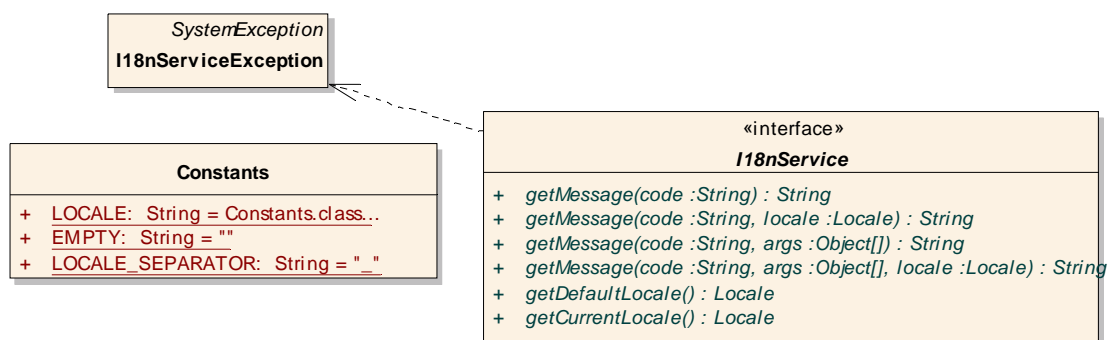 SystemException
I18nServiceException
Constants
+ LOCALE: String = Constants.class...
+ EMPTY: String = ""
+ LOCALE_SEPARATOR: String = "_"
«interface»
I18nService
+ getMessage(code :String) : String
+ getMessage(code :String, locale :Locale) : String
+ getMessage(code :String, args :Object[]) : String
+ getMessage(code :String, args :Object[], locale :Locale) : String
+ getDefaultLocale() : Locale
+ getCurrentLocale() : Locale